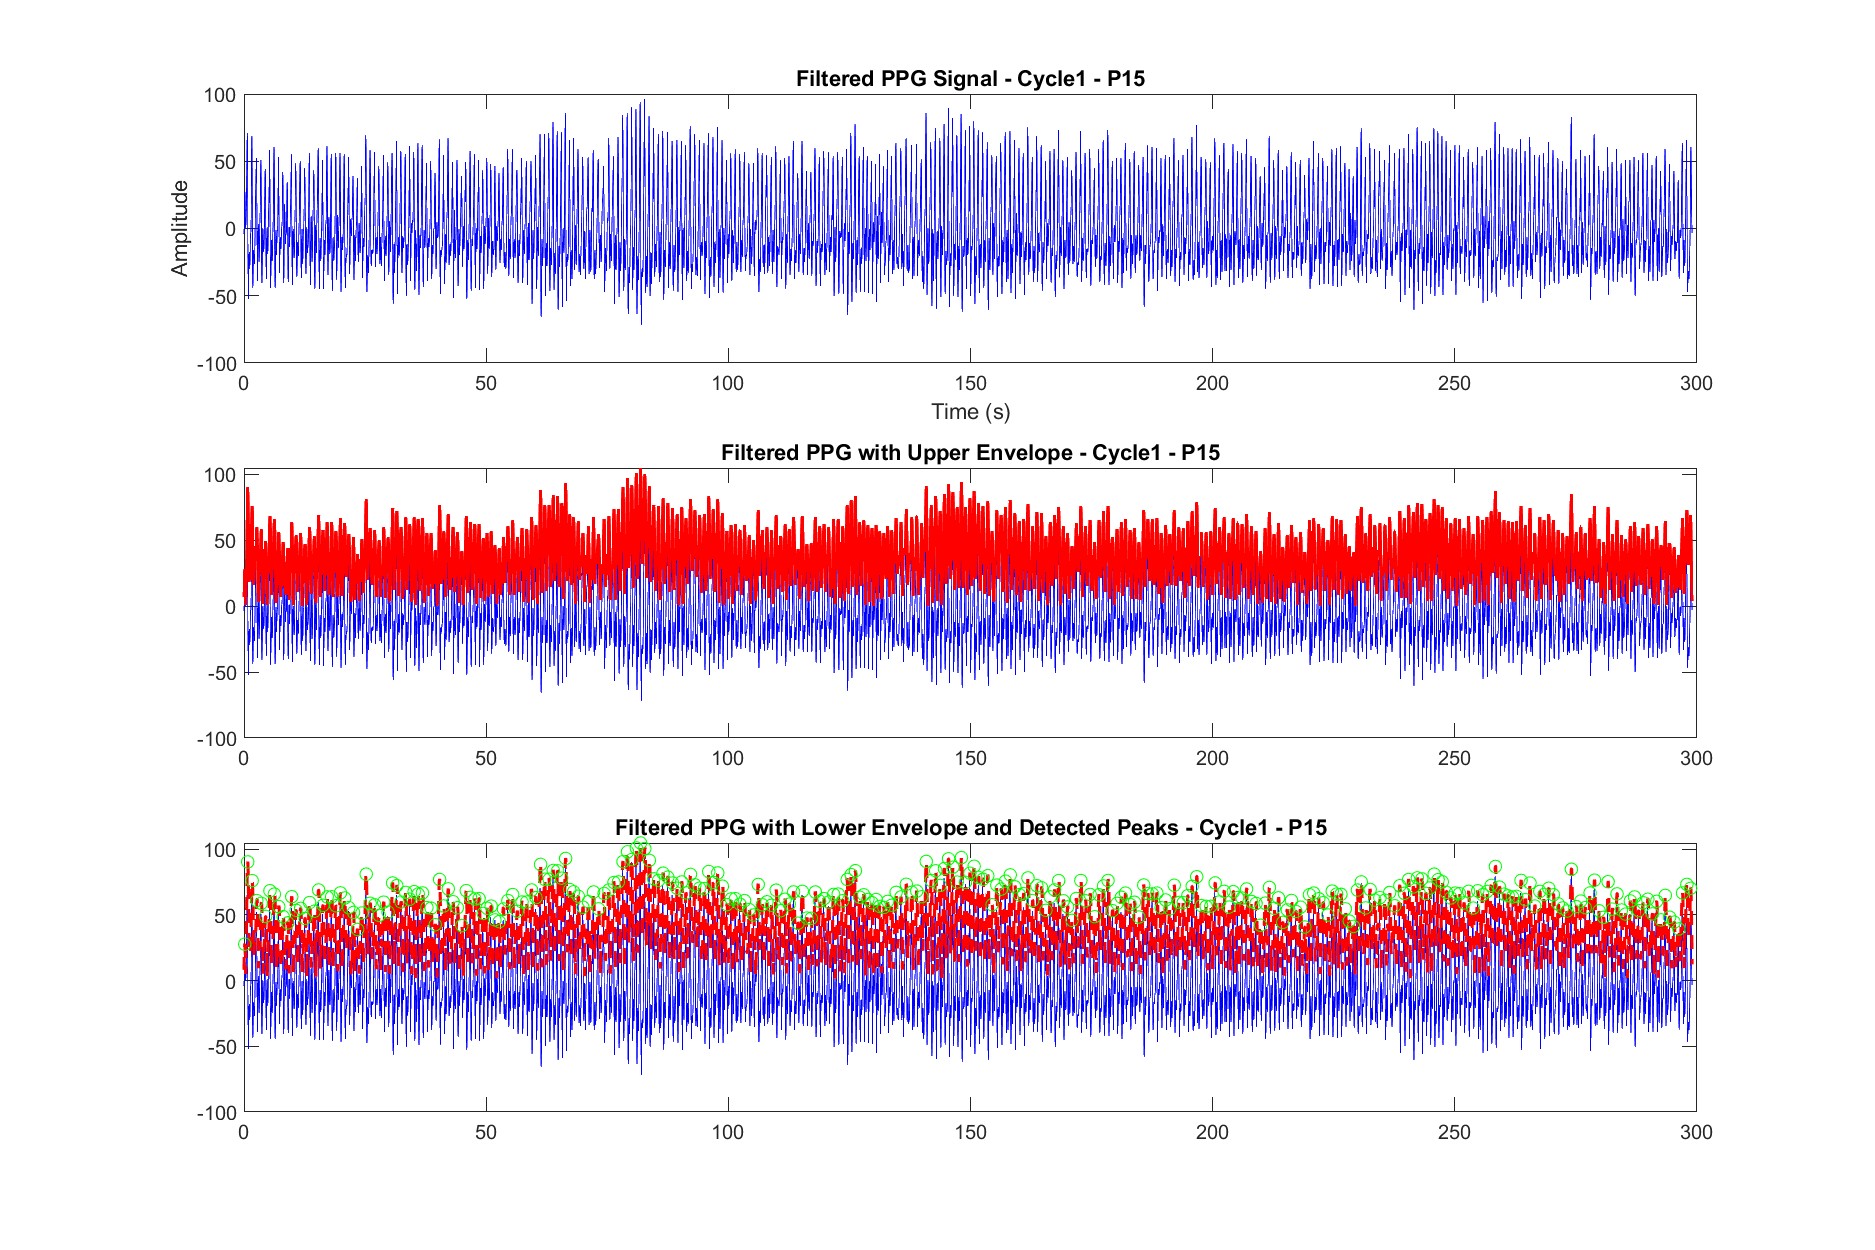 Filtered PPG Signal - Cycle1 - P15
100
50
0
-50
-100
Amplitude
0 50 100 150 200 250 300
Time (s)
Filtered PPG with Upper Envelope - Cycle1 - P15
100
50
0
-50
-100
0 50 100 150 200 250 300
Filtered PPG with Lower Envelope and Detected Peaks - Cycle1 - P15
100
50
0
-50
-100
0 50 100 150 200 250 300